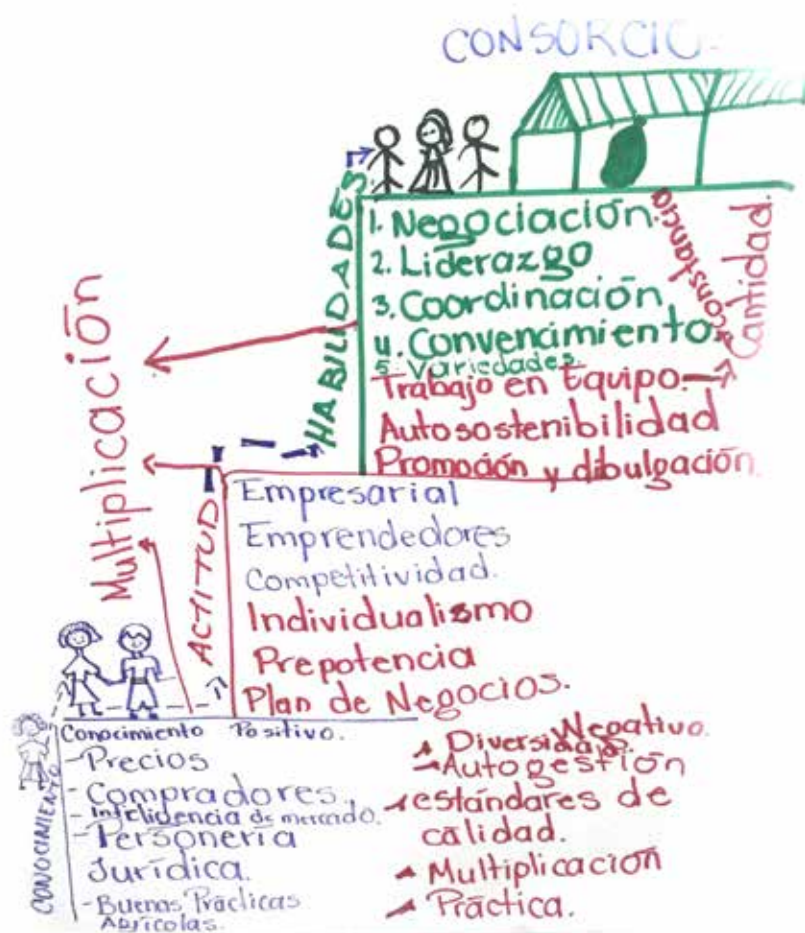 CONSORCIO.
HABILIDADES
1. Negociación.
2. Liderazgo
3. Coordinación
4. Convencimiento.
5. Variedades.
Trabajo en Equipo.
Autosostenibilidad
Promoción y dibulgación.
constancia
Cantidad.
Multiplicación
ACTITUD
Empresarial
Emprendedores
Competitividad.
Individualismo
Prepotencia
Plan de Negocios.
CONOCIMIENTO
Conocimiento Positivo.
-Precios
-Compradores.
-Inteligencia de mercado.
-Personería
Jurídica.
-Buenas Prácticas
Agrícolas.
Negativo.
Diversidad.
-Autogestión
estándares de
calidad.
Multiplicación
Práctica.